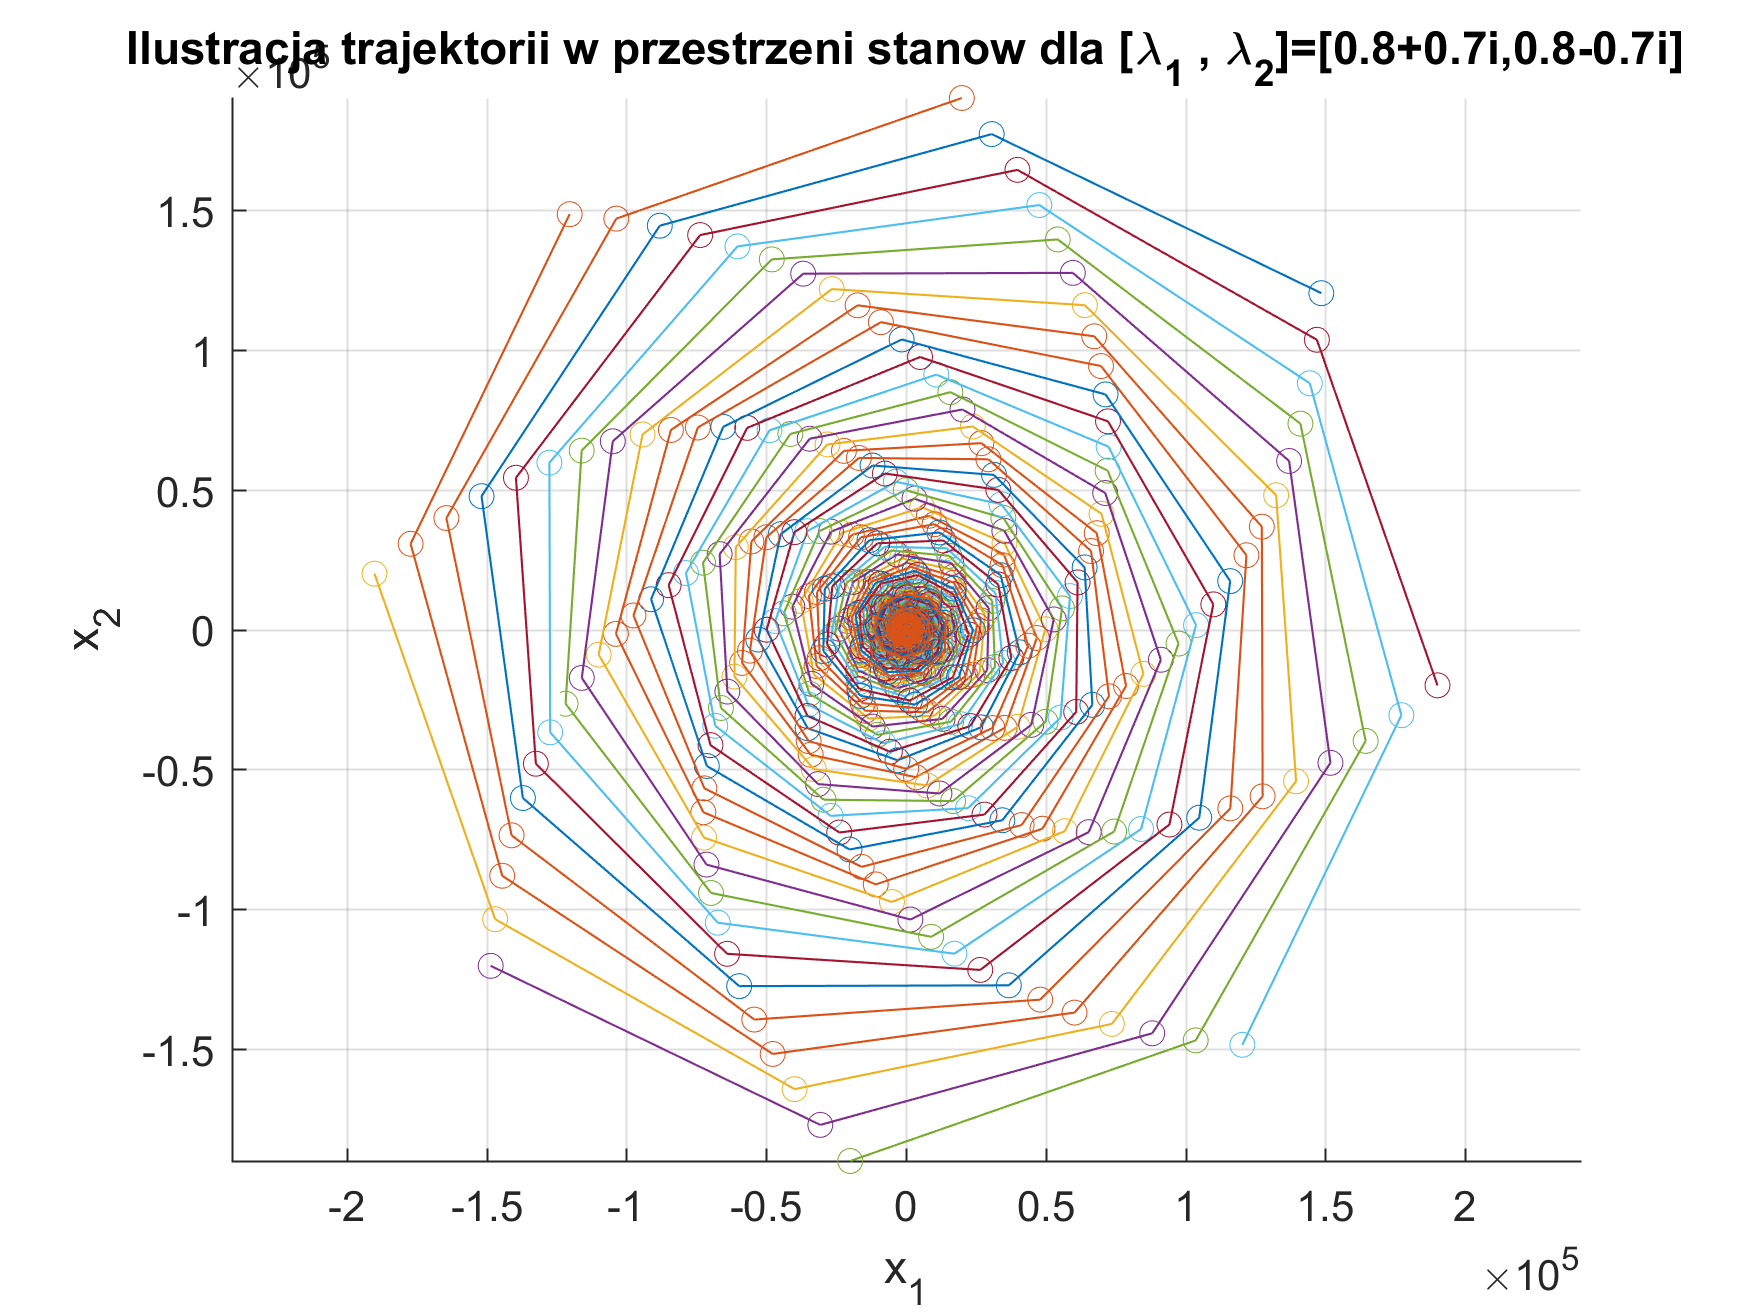 Ilustracja trajektorii w przestrzeni stanow dla [λ₁ , λ₂]=[0.8+0.7i,0.8-0.7i]
×10⁵
1.5
1
0.5
0
-0.5
-1
-1.5
x₂
-2 -1.5 -1 -0.5 0 0.5 1 1.5 2
x₁
×10⁵